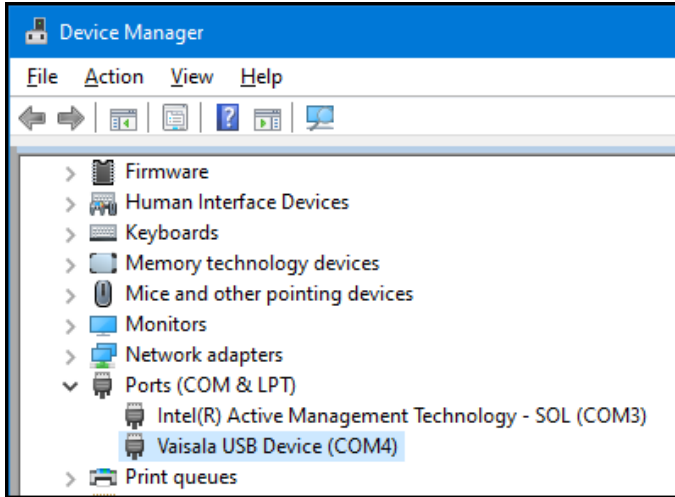 Device Manager
File Action View Help
Firmware
Human Interface Devices
Keyboards
Memory technology devices
Mice and other pointing devices
Monitors
Network adapters
Ports (COM & LPT)
Intel(R) Active Management Technology - SOL (COM3)
Vaisala USB Device (COM4)
Print queues